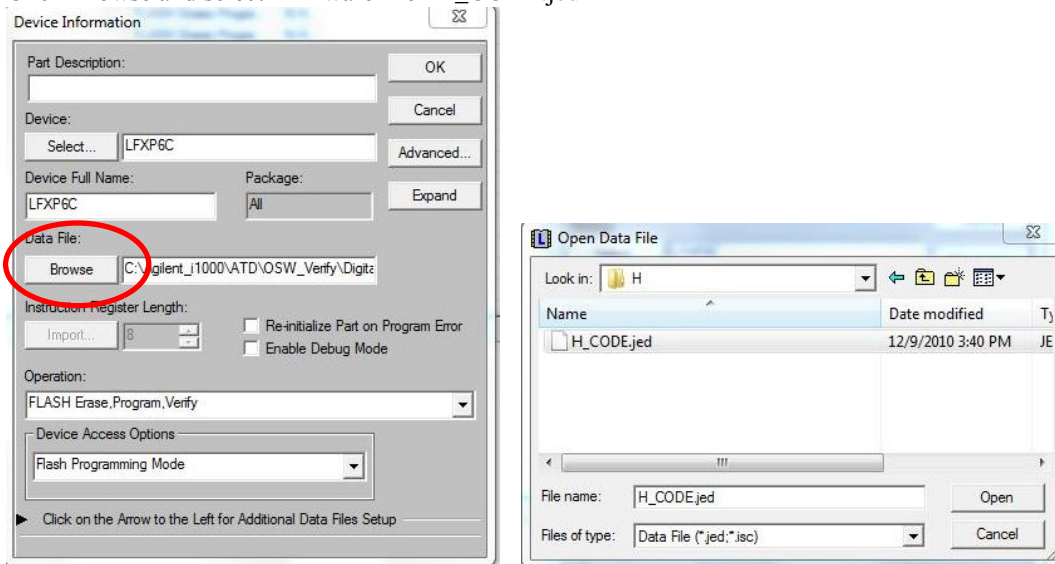 Device Information
Part Description:
OK
Cancel
Device:
Select... LFXP6C
Advanced...
Device Full Name: Package:
LFXP6C All
Expand
Data File:
Browse C:\Agilent_i1000\ATD\OSW_Verify\Digita
Instruction Register Length:
Import... 8
Re-initialize Part on Program Error
Enable Debug Mode
Operation:
FLASH Erase,Program,Verify
Device Access Options
Flash Programming Mode
Click on the Arrow to the Left for Additional Data Files Setup
Open Data File
Look in: H
Name Date modified Ty
H_CODE.jed 12/9/2010 3:40 PM JE
File name: H_CODE.jed Open
Files of type: Data File (*.jed;*.isc) Cancel